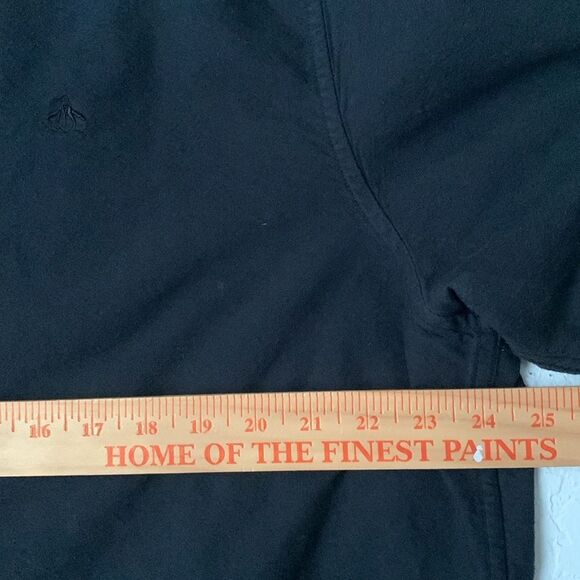 16 17 18 19 20 21 22 23 24 25
HOME OF THE FINEST PAINTS